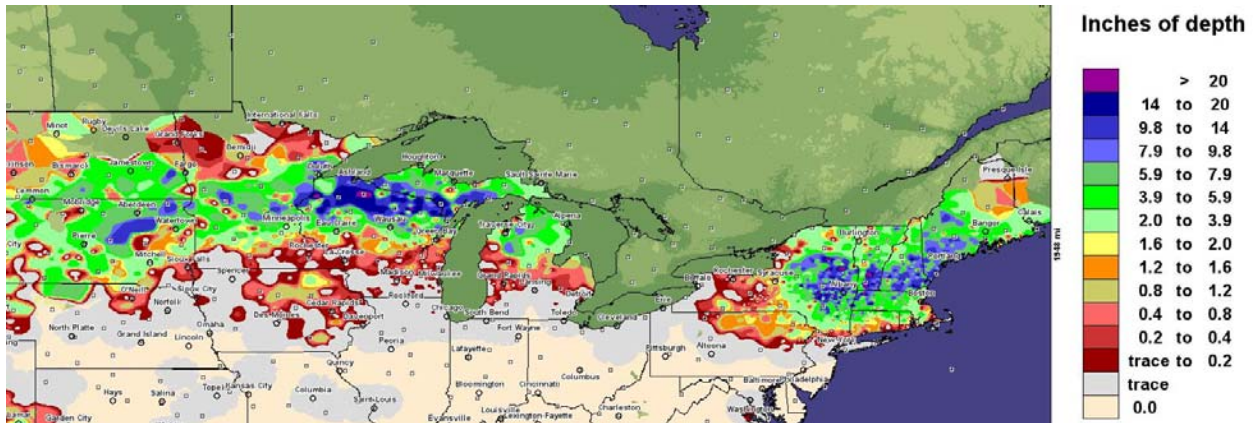 Inches of depth
> 20
14 to 20
9.8 to 14
7.9 to 9.8
5.9 to 7.9
3.9 to 5.9
2.0 to 3.9
1.6 to 2.0
1.2 to 1.6
0.8 to 1.2
0.4 to 0.8
0.2 to 0.4
trace to 0.2
trace
0.0
1948 mi
International Falls
Minot
Rugby
Devils Lake
Grand Forks
Bemidji
Bismarck
Jamestown
Fargo
Duluth
Ashland
Houghton
Marquette
Sault Sainte Marie
Presque Isle
Lemmon
Mobridge
Aberdeen
Watertown
Minneapolis
Eau Claire
Wausau
Green Bay
Traverse City
Alpena
Burlington
Bangor
Calais
Portland
Pierre
Mitchell
Sioux Falls
Rochester
La Crosse
Madison
Milwaukee
Grand Rapids
Lansing
Detroit
Buffalo
Rochester
Syracuse
Albany
Boston
City
O'Neill
Norfolk
Sioux City
Spencer
Cedar Rapids
Davenport
Des Moines
Rockford
Chicago
South Bend
Toledo
Cleveland
Erie
New York
North Platte
Grand Island
Omaha
Lincoln
Peoria
Fort Wayne
Lafayette
Pittsburgh
Altoona
Hays
Salina
Kansas City
Columbia
Quincy
Saint Louis
Bloomington
Cincinnati
Columbus
Baltimore
Philadelphia
Garden City
Evansville
Louisville
Lexington-Fayette
Charleston
Washington